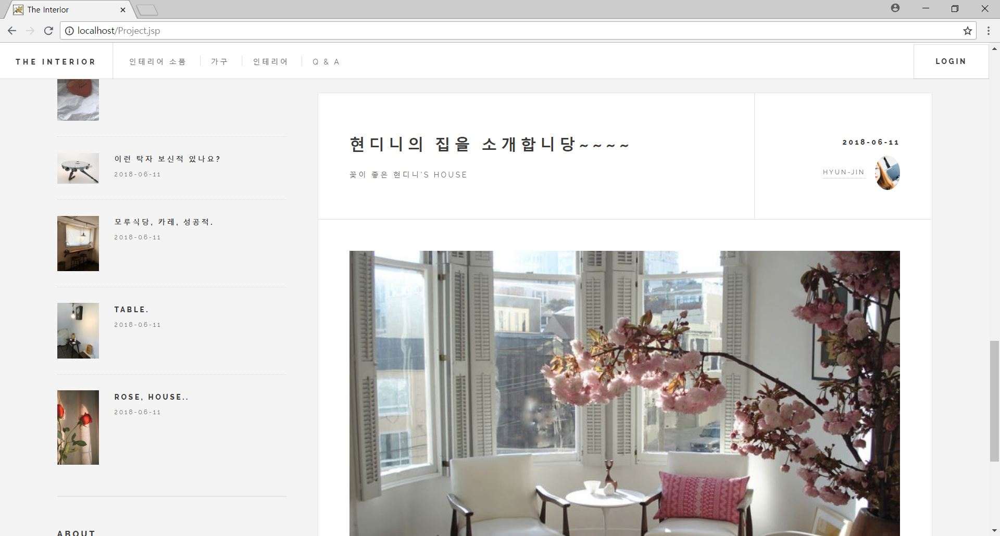 The Interior
localhost/Project.jsp
THE INTERIOR
인테리어 소품
가구
인테리어
Q & A
LOGIN
이런 탁자 보신적 있나요?
2018-06-11
모루식당, 카레, 성공적.
2018-06-11
TABLE.
2018-06-11
ROSE, HOUSE..
2018-06-11
ABOUT
현디니의 집을 소개합니당~~~~
꽃이 좋은 현디니'S HOUSE
2018-06-11
HYUN-JIN